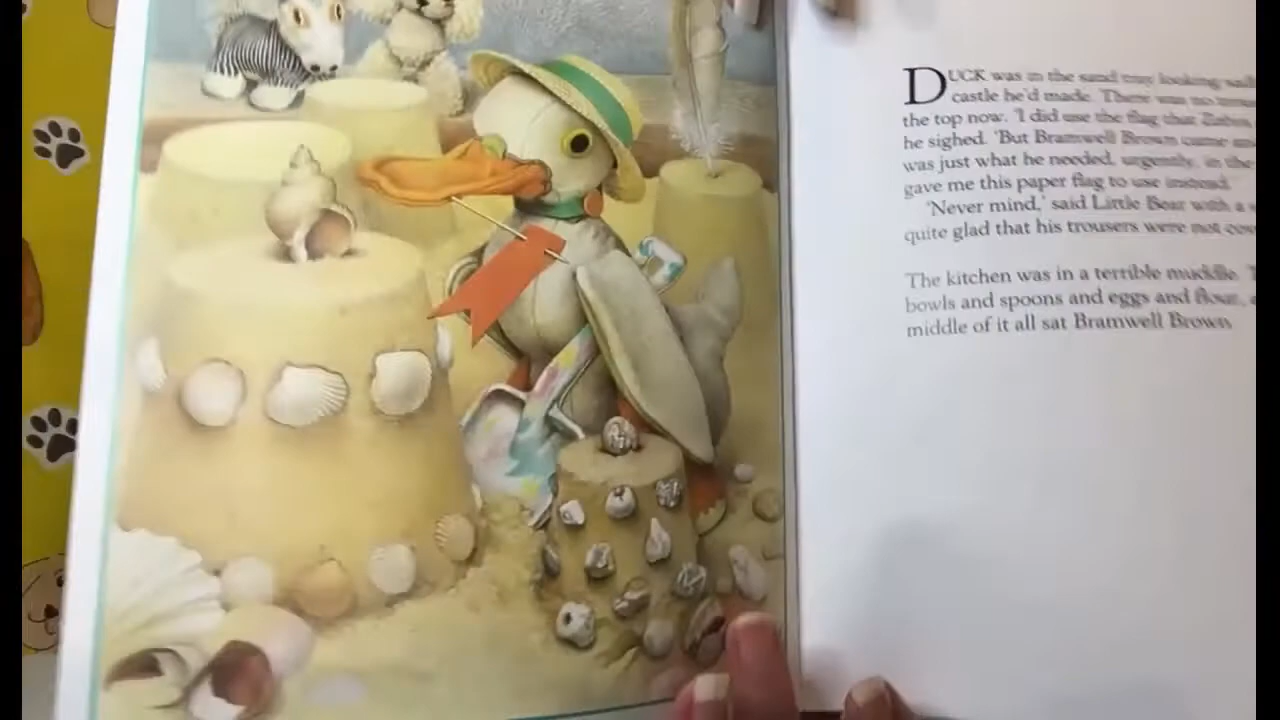 DUCK was in the sand tray looking sadly
castle he'd made. There was no
the top now. 'I did use the flag that Zebra
he sighed. 'But Bramwell Brown came and
was just what he needed, urgently, in the
gave me this paper flag to use instead.
'Never mind,' said Little Bear with a
quite glad that his trousers were not
The kitchen was in a terrible muddle.
bowls and spoons and eggs and flour,
middle of it all sat Bramwell Brown.